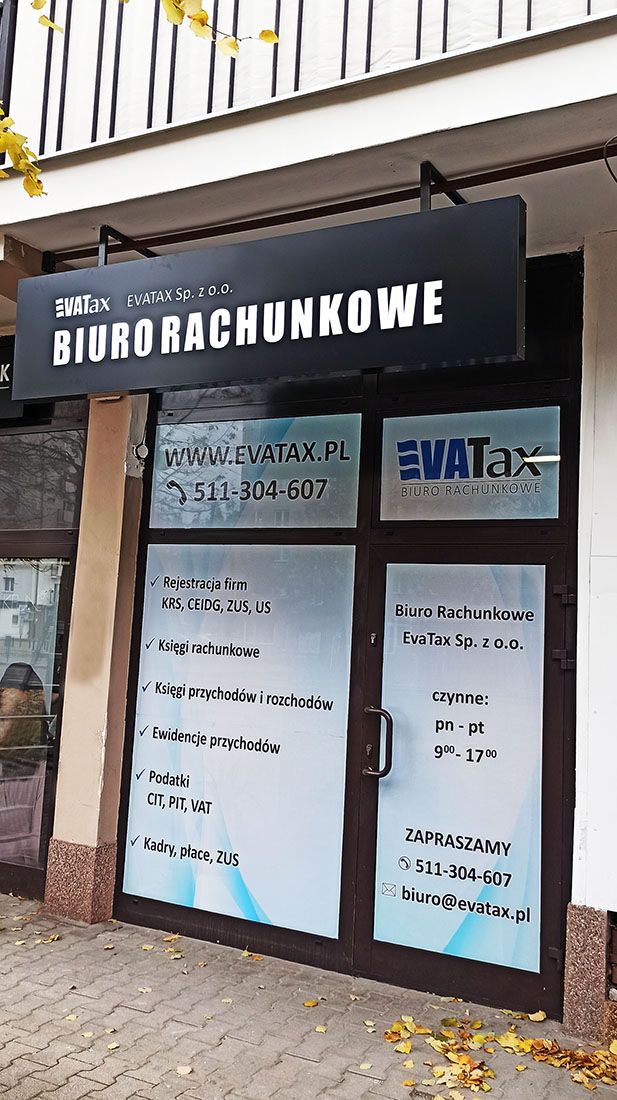 EVATax EVATAX Sp. z o.o.
BIURO RACHUNKOWE
K
WWW.EVATAX.PL
511-304-607
EVATax
BIURO RACHUNKOWE
✓ Rejestracja firm
KRS, CEIDG, ZUS, US
✓ Księgi rachunkowe
✓ Księgi przychodów i rozchodów
✓ Ewidencje przychodów
✓ Podatki
CIT, PIT, VAT
✓ Kadry, płace, ZUS
Biuro Rachunkowe
EvaTax Sp. z o.o.
czynne:
pn - pt
9⁰⁰- 17⁰⁰
ZAPRASZAMY
511-304-607
biuro@evatax.pl